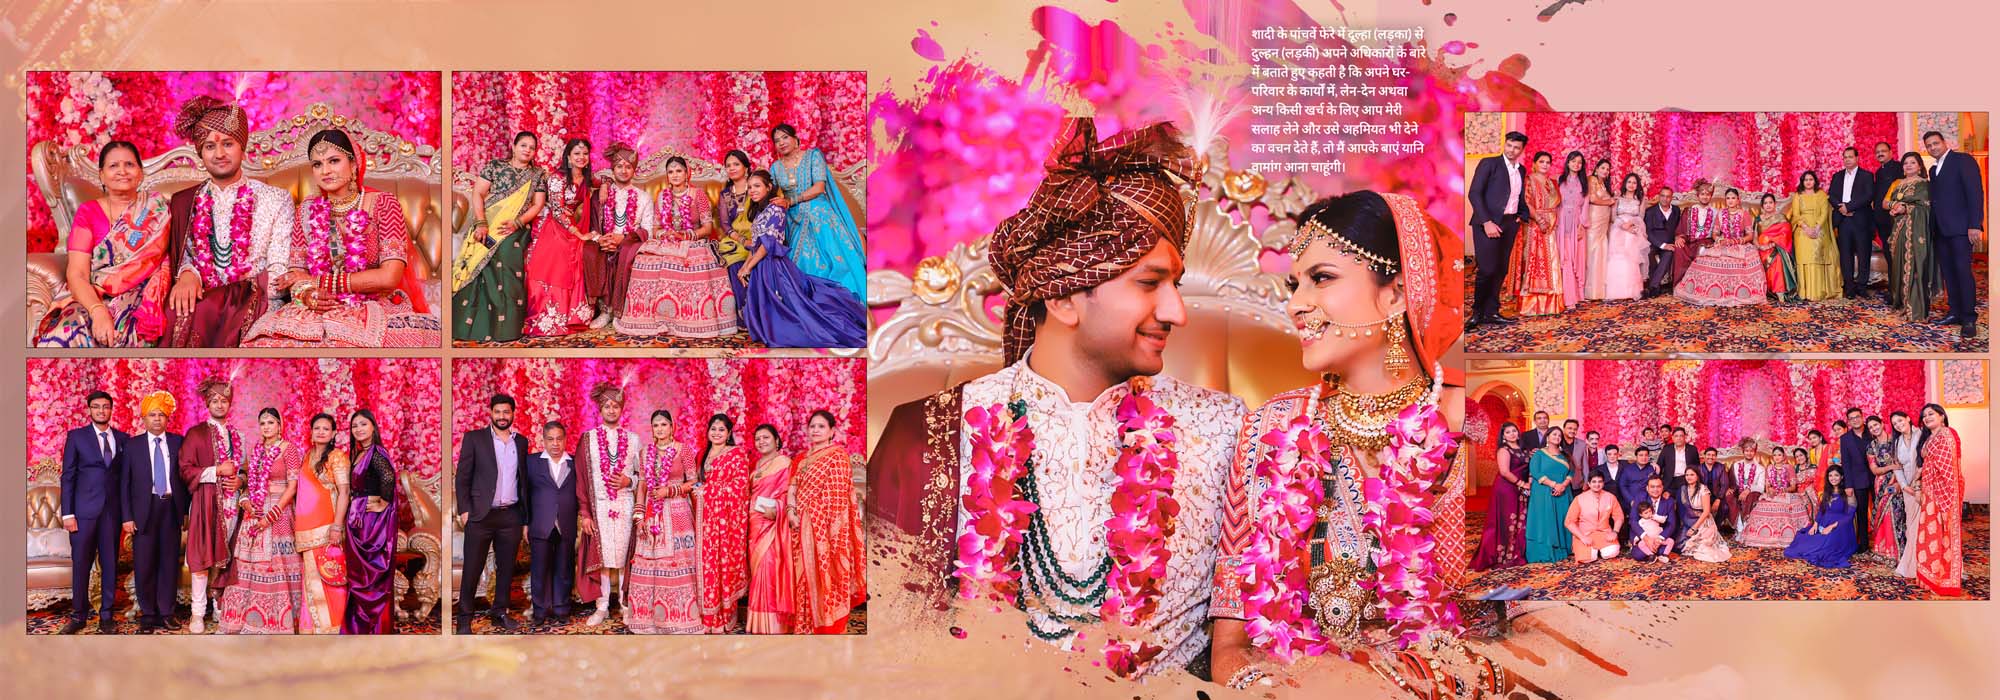 शादी के पांचवें फेरे में दूल्हा (लड़का) से
दुल्हन (लड़की) अपने अधिकारों के बारे
में बताते हुए कहती है कि अपने घर-
परिवार के कार्यों में, लेन-देन अथवा
अन्य किसी खर्च के लिए आप मेरी
सलाह लेने और उसे अहमियत भी देने
का वचन देते हैं, तो मैं आपके बाएं यानि
वामांग आना चाहूंगी।